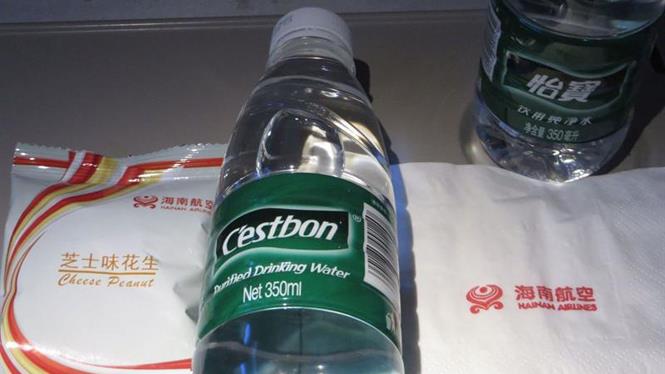 海南航空
HAINAN AIRLINES
芝士味花生
Cheese Peanut
C'estbon
®
Purified Drinking Water
Net 350ml
怡寶
饮用纯净水
净含量350毫升
海南航空
HAINAN AIRLINES